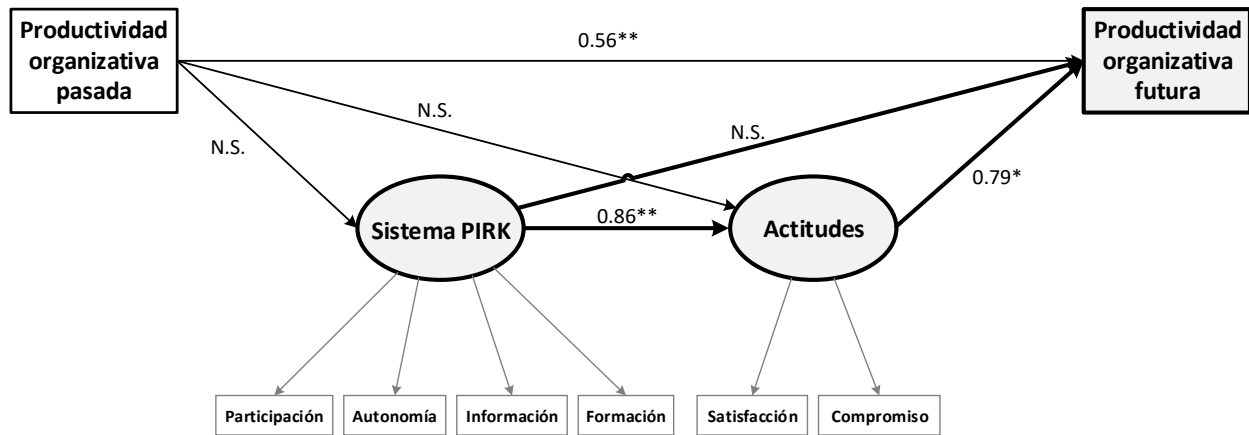 Productividad
organizativa
pasada
0.56**
Productividad
organizativa
futura
N.S.
N.S.
N.S.
0.79*
Sistema PIRK
0.86**
Actitudes
Participación
Autonomía
Información
Formación
Satisfacción
Compromiso